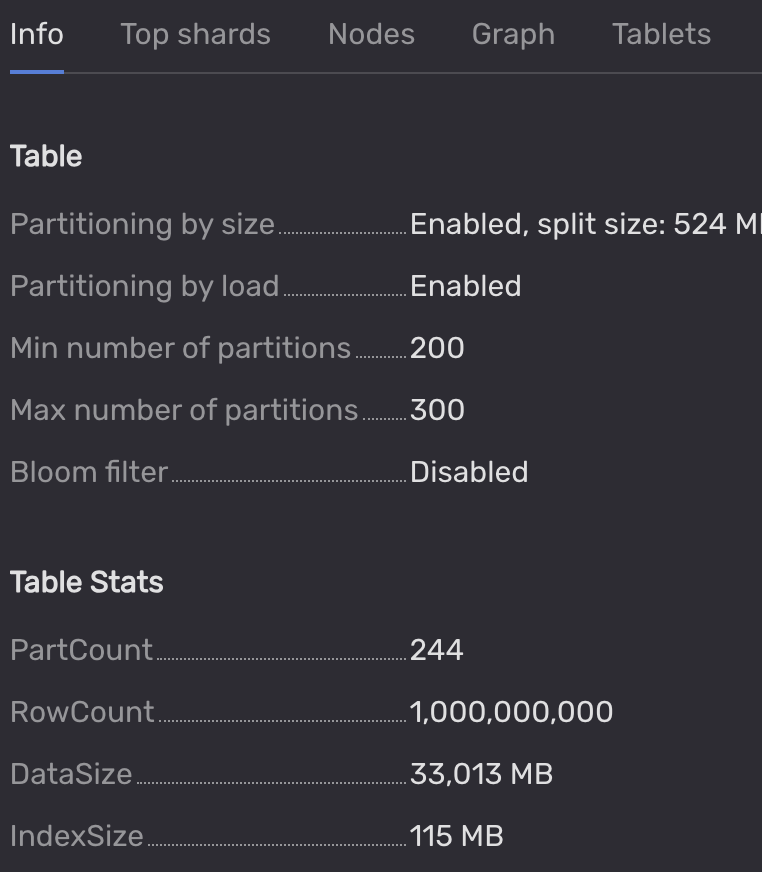 Info Top shards Nodes Graph Tablets
Table
Partitioning by size Enabled, split size: 524 M
Partitioning by load Enabled
Min number of partitions 200
Max number of partitions 300
Bloom filter Disabled
Table Stats
PartCount 244
RowCount 1,000,000,000
DataSize 33,013 MB
IndexSize 115 MB